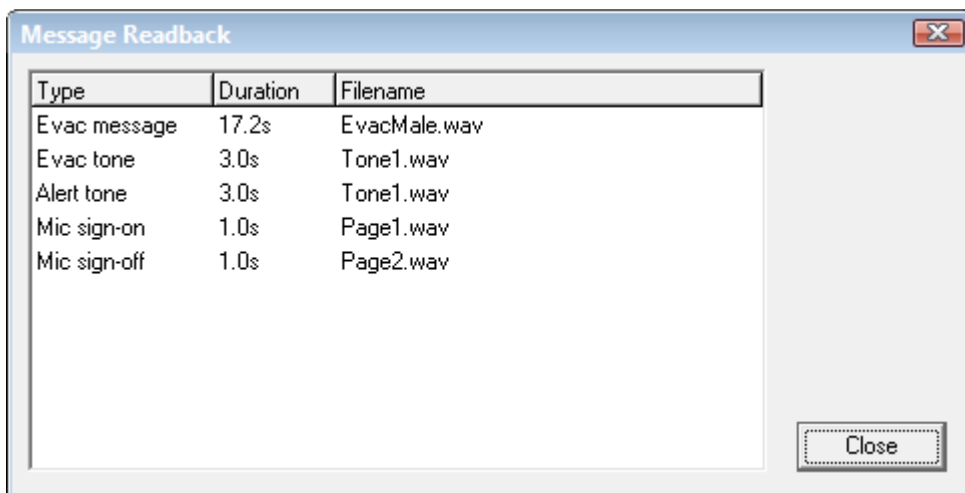 Message Readback
Type Duration Filename
Evac message 17.2s EvacMale.wav
Evac tone 3.0s Tone1.wav
Alert tone 3.0s Tone1.wav
Mic sign-on 1.0s Page1.wav
Mic sign-off 1.0s Page2.wav
Close